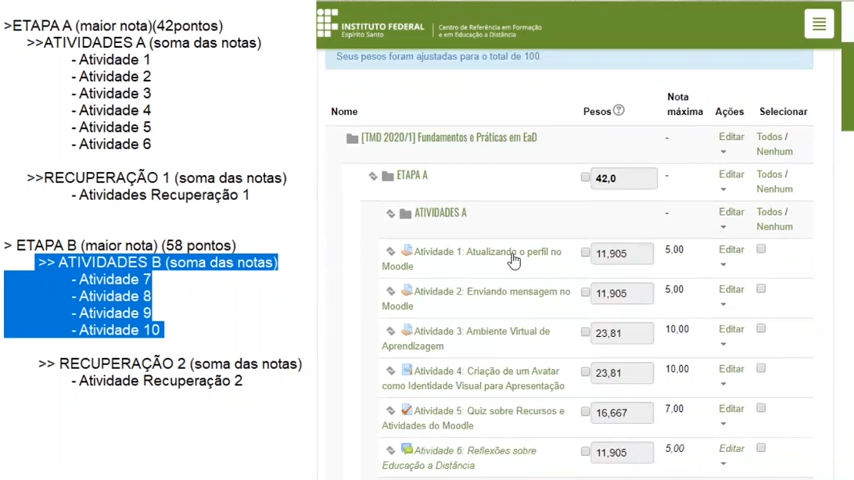 >ETAPA A (maior nota)(42pontos)
>>ATIVIDADES A (soma das notas)
- Atividade 1
- Atividade 2
- Atividade 3
- Atividade 4
- Atividade 5
- Atividade 6
>>RECUPERAÇÃO 1 (soma das notas)
- Atividades Recuperação 1
> ETAPA B (maior nota) (58 pontos)
>> ATIVIDADES B (soma das notas)
- Atividade 7
- Atividade 8
- Atividade 9
- Atividade 10
>> RECUPERAÇÃO 2 (soma das notas)
- Atividade Recuperação 2
INSTITUTO FEDERAL
Espírito Santo
Centro de Referência em Formação
e em Educação a Distância
Seus pesos foram ajustadas para o total de 100.
Nome Pesos Nota máxima Ações Selecionar
[TMD 2020/1] Fundamentos e Práticas em EaD - Editar Todos / Nenhum
ETAPA A 42,0 - Editar Todos / Nenhum
ATIVIDADES A - Editar Todos / Nenhum
Atividade 1: Atualizando o perfil no 11,905 5,00 Editar
Moodle
Atividade 2: Enviando mensagem no 11,905 5,00 Editar
Moodle
Atividade 3: Ambiente Virtual de 23,81 10,00 Editar
Aprendizagem
Atividade 4: Criação de um Avatar 23,81 10,00 Editar
como Identidade Visual para Apresentação
Atividade 5: Quiz sobre Recursos e 16,667 7,00 Editar
Atividades do Moodle
Atividade 6: Reflexões sobre 11,905 5,00 Editar
Educação a Distância